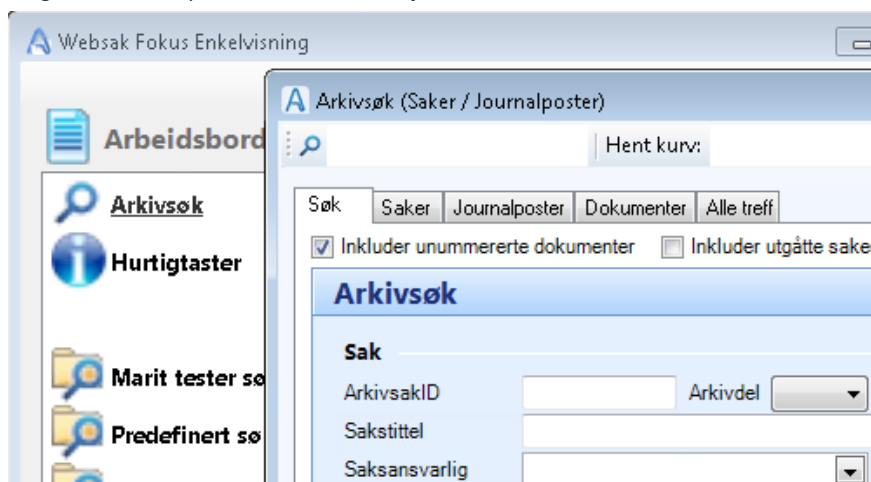 Websak Fokus Enkelvisning
Arkivsøk (Saker / Journalposter)
Arbeidsbord
Hent kurv:
Arkivsøk
Hurtigtaster
Marit tester sø
Predefinert sø
Søk Saker Journalposter Dokumenter Alle treff
Inkluder unummererte dokumenter Inkluder utgåtte sake
Arkivsøk
Sak
ArkivsakID Arkivdel
Sakstittel
Saksansvarlig